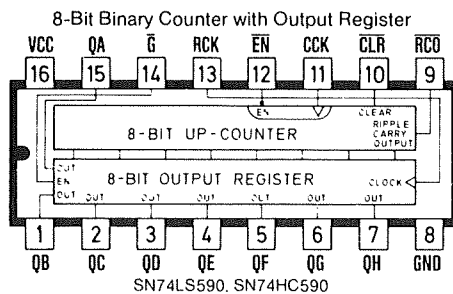 8-Bit Binary Counter with Output Register
VCC QA G̅ RCK E̅N̅ CCK C̅L̅R̅ R̅C̅O̅
16 15 14 13 12 11 10 9
EN CLEAR
RIPPLE
8-BIT UP-COUNTER CARRY
OUTPUT
OUT 8-BIT OUTPUT REGISTER
EN CLOCK
OUT OUT OUT OUT OUT OUT OUT
1 2 3 4 5 6 7 8
QB QC QD QE QF QG QH GND
SN74LS590, SN74HC590